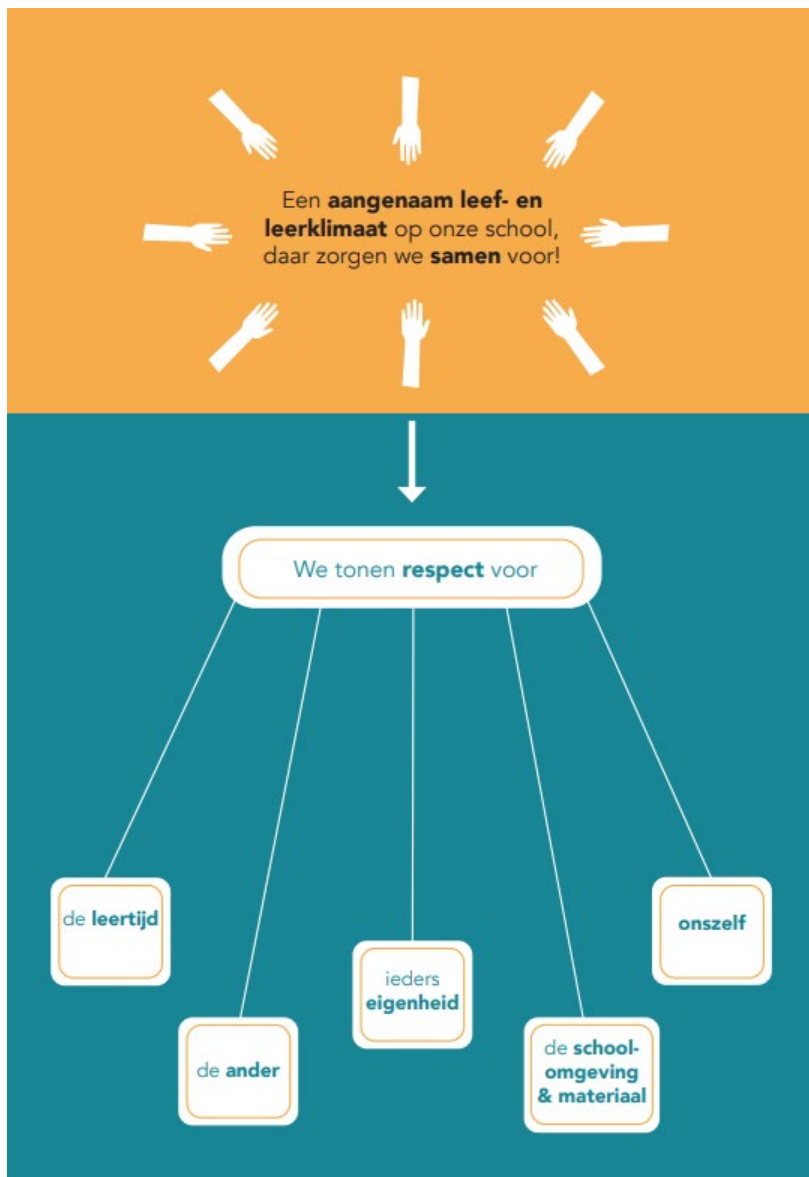 Een aangenaam leef- en
leerklimaat op onze school,
daar zorgen we samen voor!
We tonen respect voor
de leertijd
de ander
ieders
eigenheid
de school-
omgeving
& materiaal
onszelf